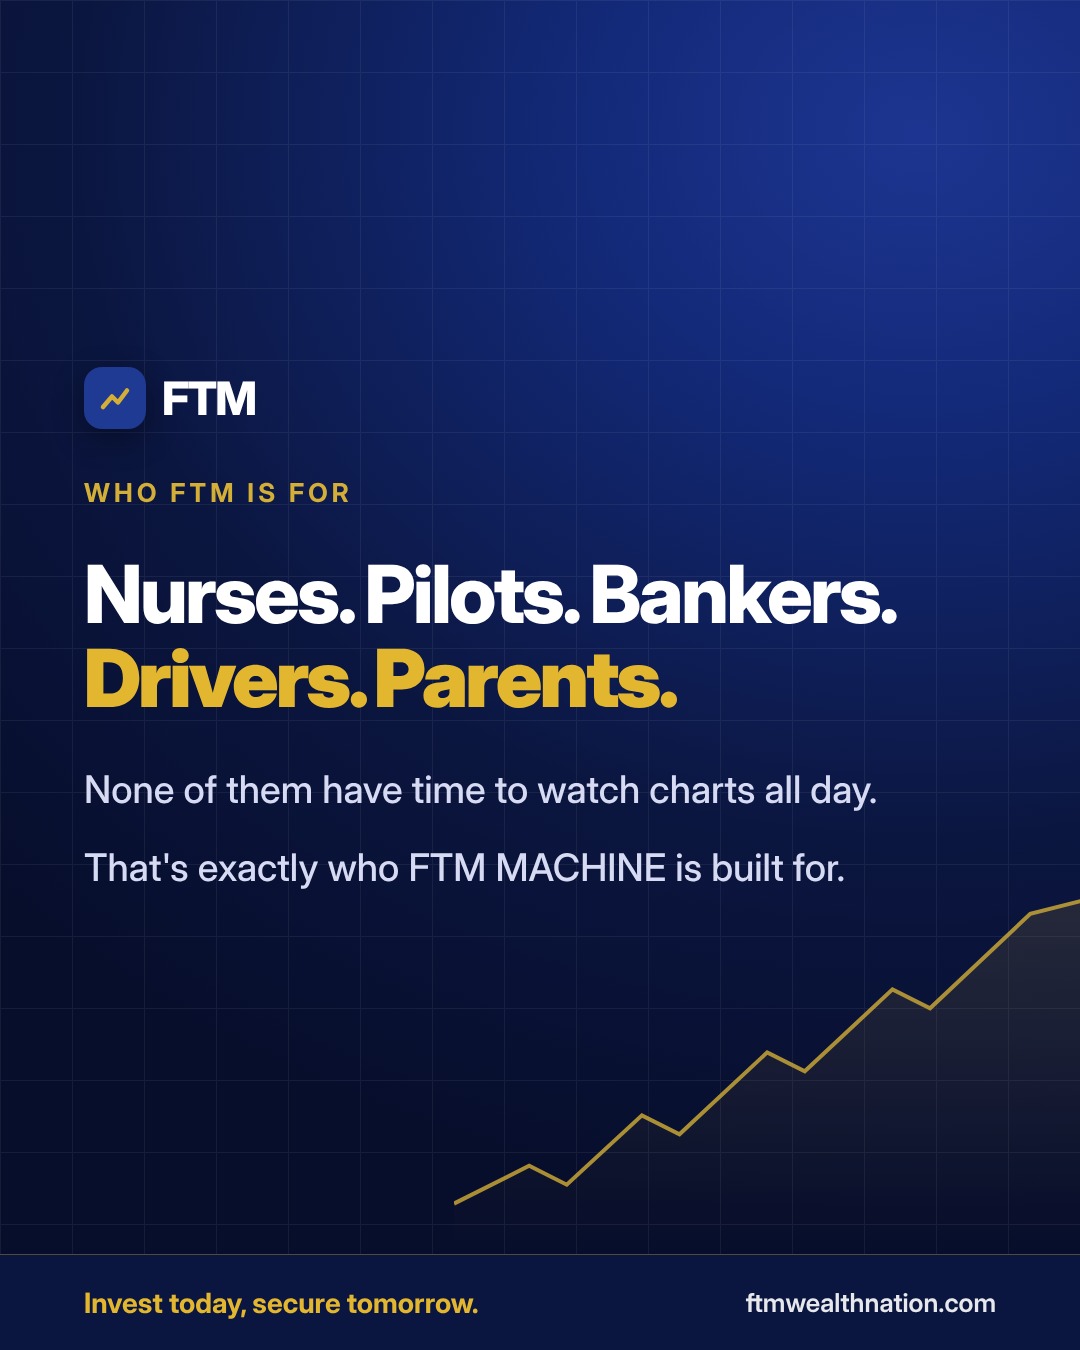 FTM
WHO FTM IS FOR
Nurses. Pilots. Bankers.
Drivers. Parents.
None of them have time to watch charts all day.
That's exactly who FTM MACHINE is built for.
Invest today, secure tomorrow.
ftmwealthnation.com